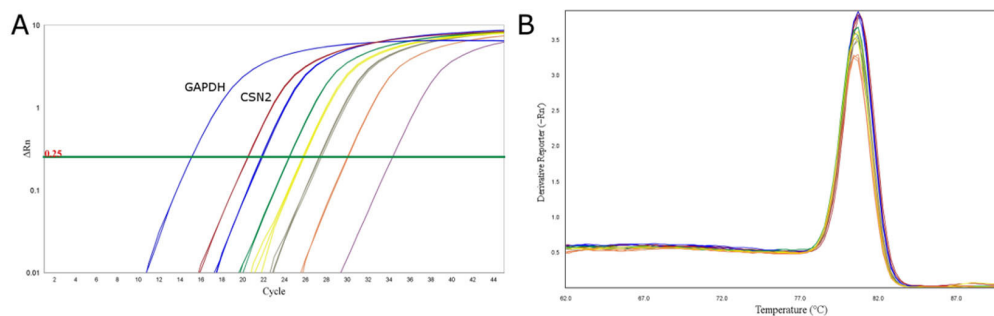 A
10
GAPDH
CSN2
1
ΔRn
0.25
0.1
0.01
2 4 6 8 10 12 14 16 18 20 22 24 26 28 30 32 34 36 38 40 42 44
Cycle
B
Derivative Reporter (−Rn')
3.5
3.0
2.5
2.0
1.5
1.0
0.5
62.0 67.0 72.0 77.0 82.0 87.0
Temperature (°C)